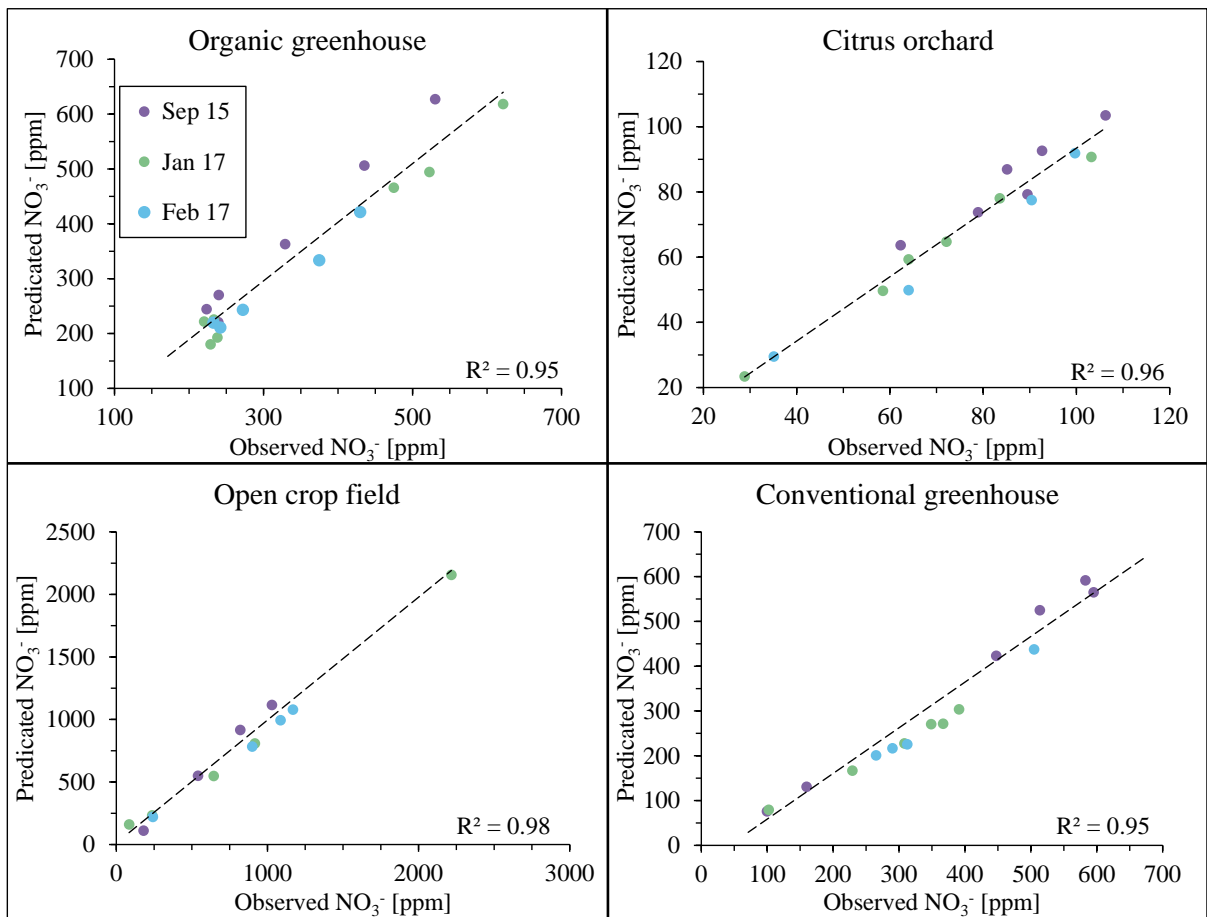 Organic greenhouse
700
600
500
400
300
200
100
Predicated NO₃⁻ [ppm]
Sep 15
Jan 17
Feb 17
R² = 0.95
100 300 500 700
Observed NO₃⁻ [ppm]
Citrus orchard
120
100
80
60
40
20
Predicated NO₃⁻ [ppm]
R² = 0.96
20 40 60 80 100 120
Observed NO₃⁻ [ppm]
Open crop field
2500
2000
1500
1000
500
0
Predicated NO₃⁻ [ppm]
R² = 0.98
0 1000 2000 3000
Observed NO₃⁻ [ppm]
Conventional greenhouse
700
600
500
400
300
200
100
0
Predicated NO₃⁻ [ppm]
R² = 0.95
0 100 200 300 400 500 600 700
Observed NO₃⁻ [ppm]